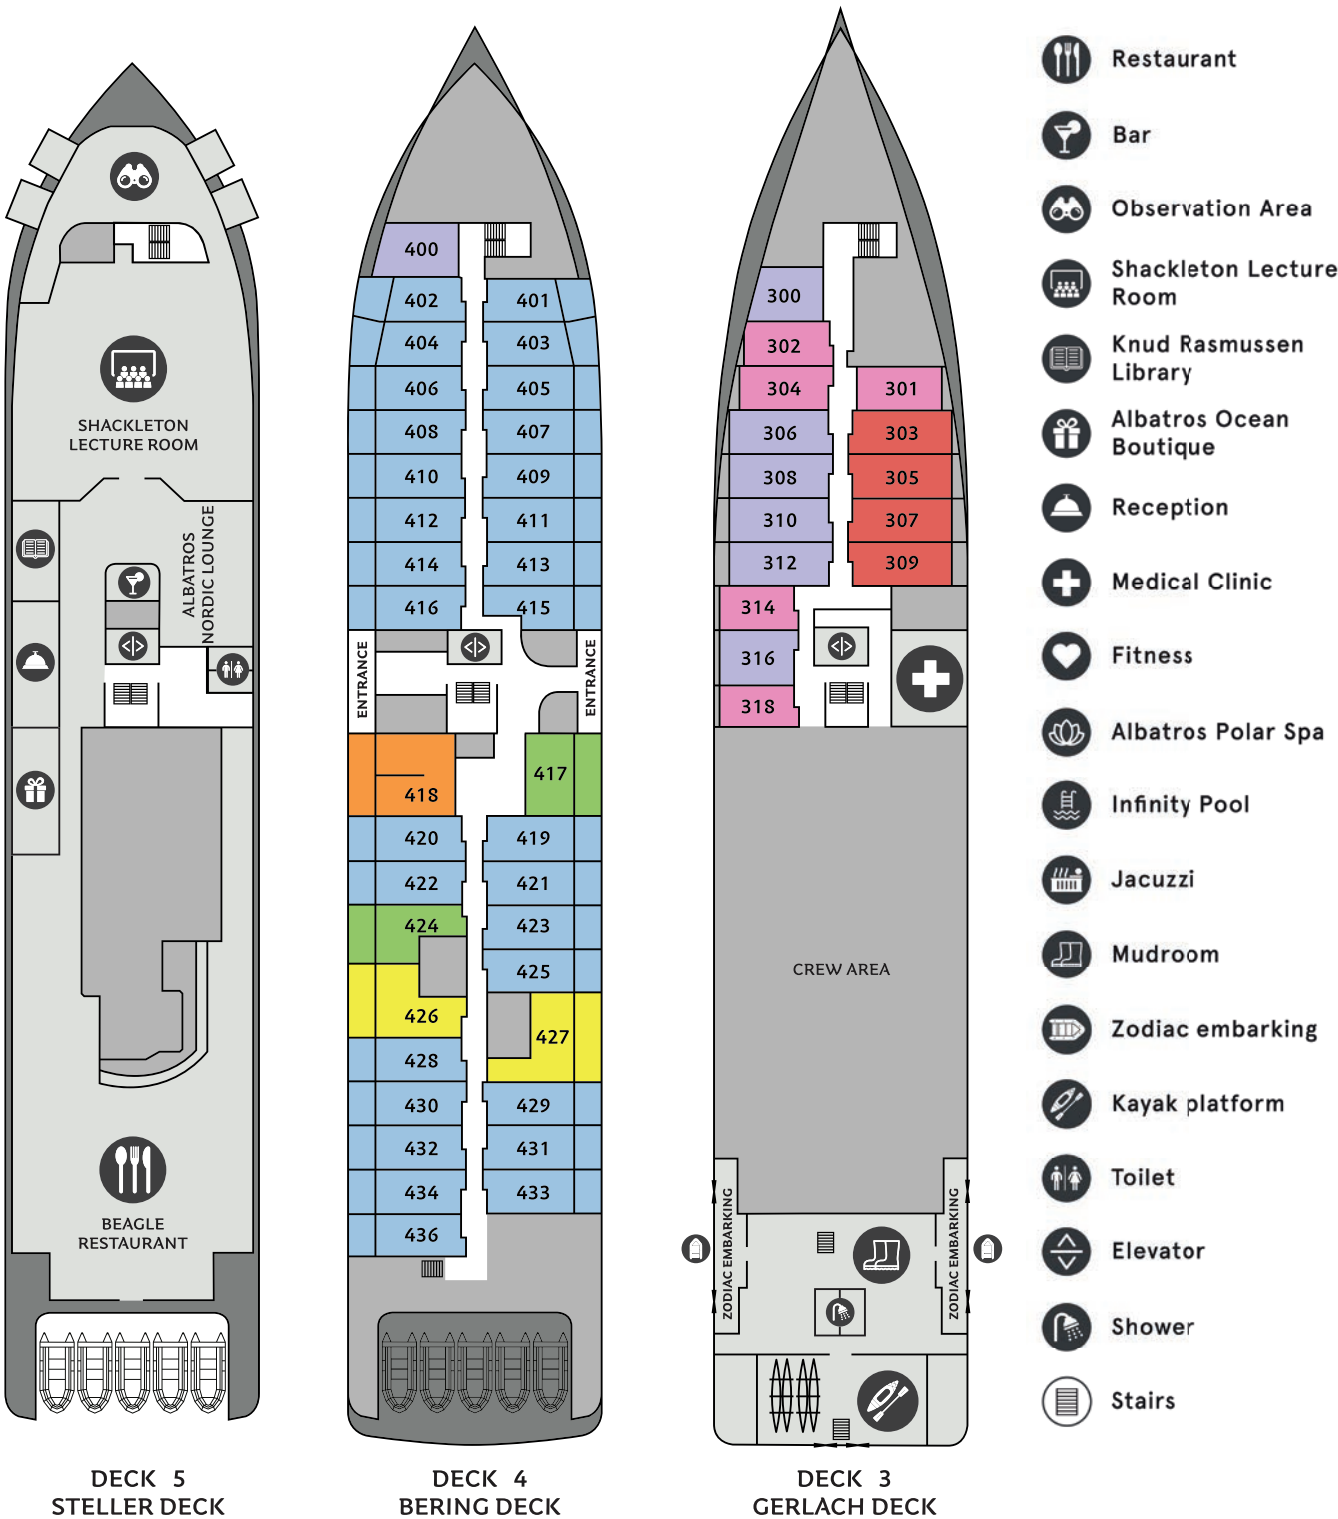 SHACKLETON
LECTURE ROOM
ALBATROS
NORDIC LOUNGE
BEAGLE
RESTAURANT
DECK 5
STELLER DECK
400
402
401
404
403
406
405
408
407
410
409
412
411
414
413
416
415
ENTRANCE
ENTRANCE
417
418
420
419
422
421
424
423
425
426
427
428
430
429
432
431
434
433
436
DECK 4
BERING DECK
300
302
304
301
306
303
308
305
310
307
312
309
314
316
318
CREW AREA
ZODIAC EMBARKING
ZODIAC EMBARKING
DECK 3
GERLACH DECK
Restaurant
Bar
Observation Area
Shackleton Lecture
Room
Knud Rasmussen
Library
Albatros Ocean
Boutique
Reception
Medical Clinic
Fitness
Albatros Polar Spa
Infinity Pool
Jacuzzi
Mudroom
Zodiac embarking
Kayak platform
Toilet
Elevator
Shower
Stairs